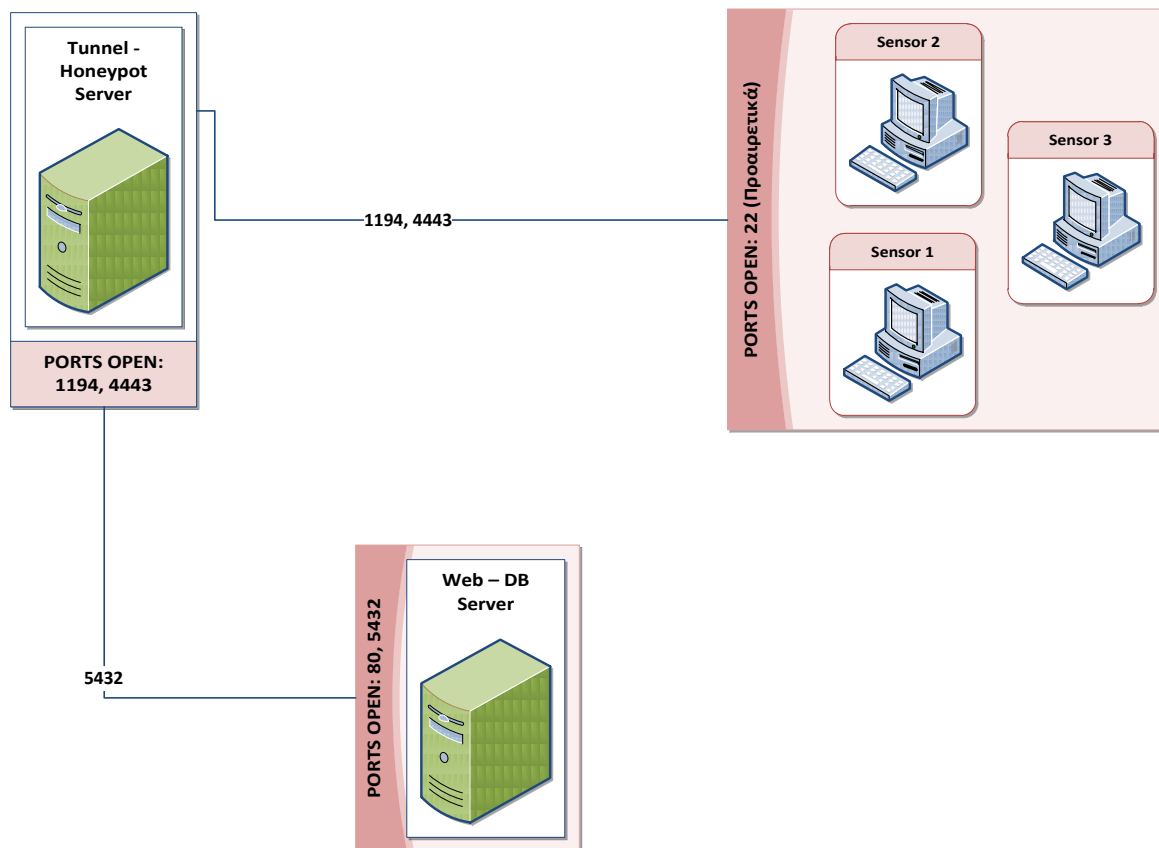 Tunnel -
Honeypot
Server
PORTS OPEN:
1194, 4443
1194, 4443
PORTS OPEN: 22 (Προαιρετικά)
Sensor 2
Sensor 3
Sensor 1
5432
PORTS OPEN: 80, 5432
Web – DB
Server